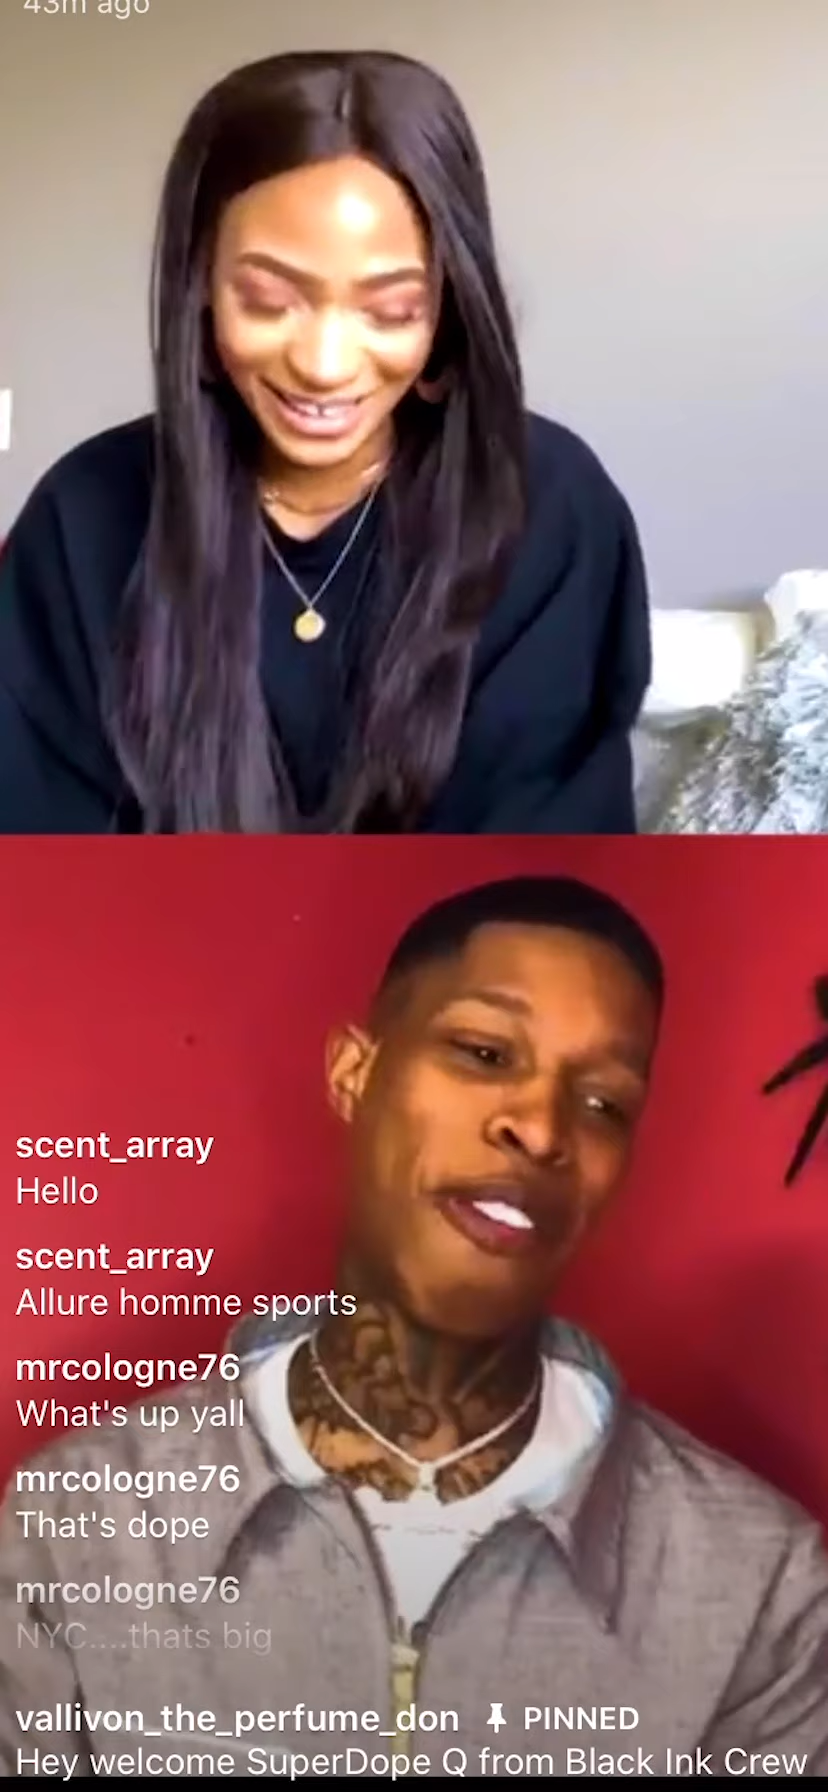 43m ago
scent_array
Hello
scent_array
Allure homme sports
mrcologne76
What's up yall
mrcologne76
That's dope
mrcologne76
NYC....thats big
vallivon_the_perfume_don PINNED
Hey welcome SuperDope Q from Black Ink Crew